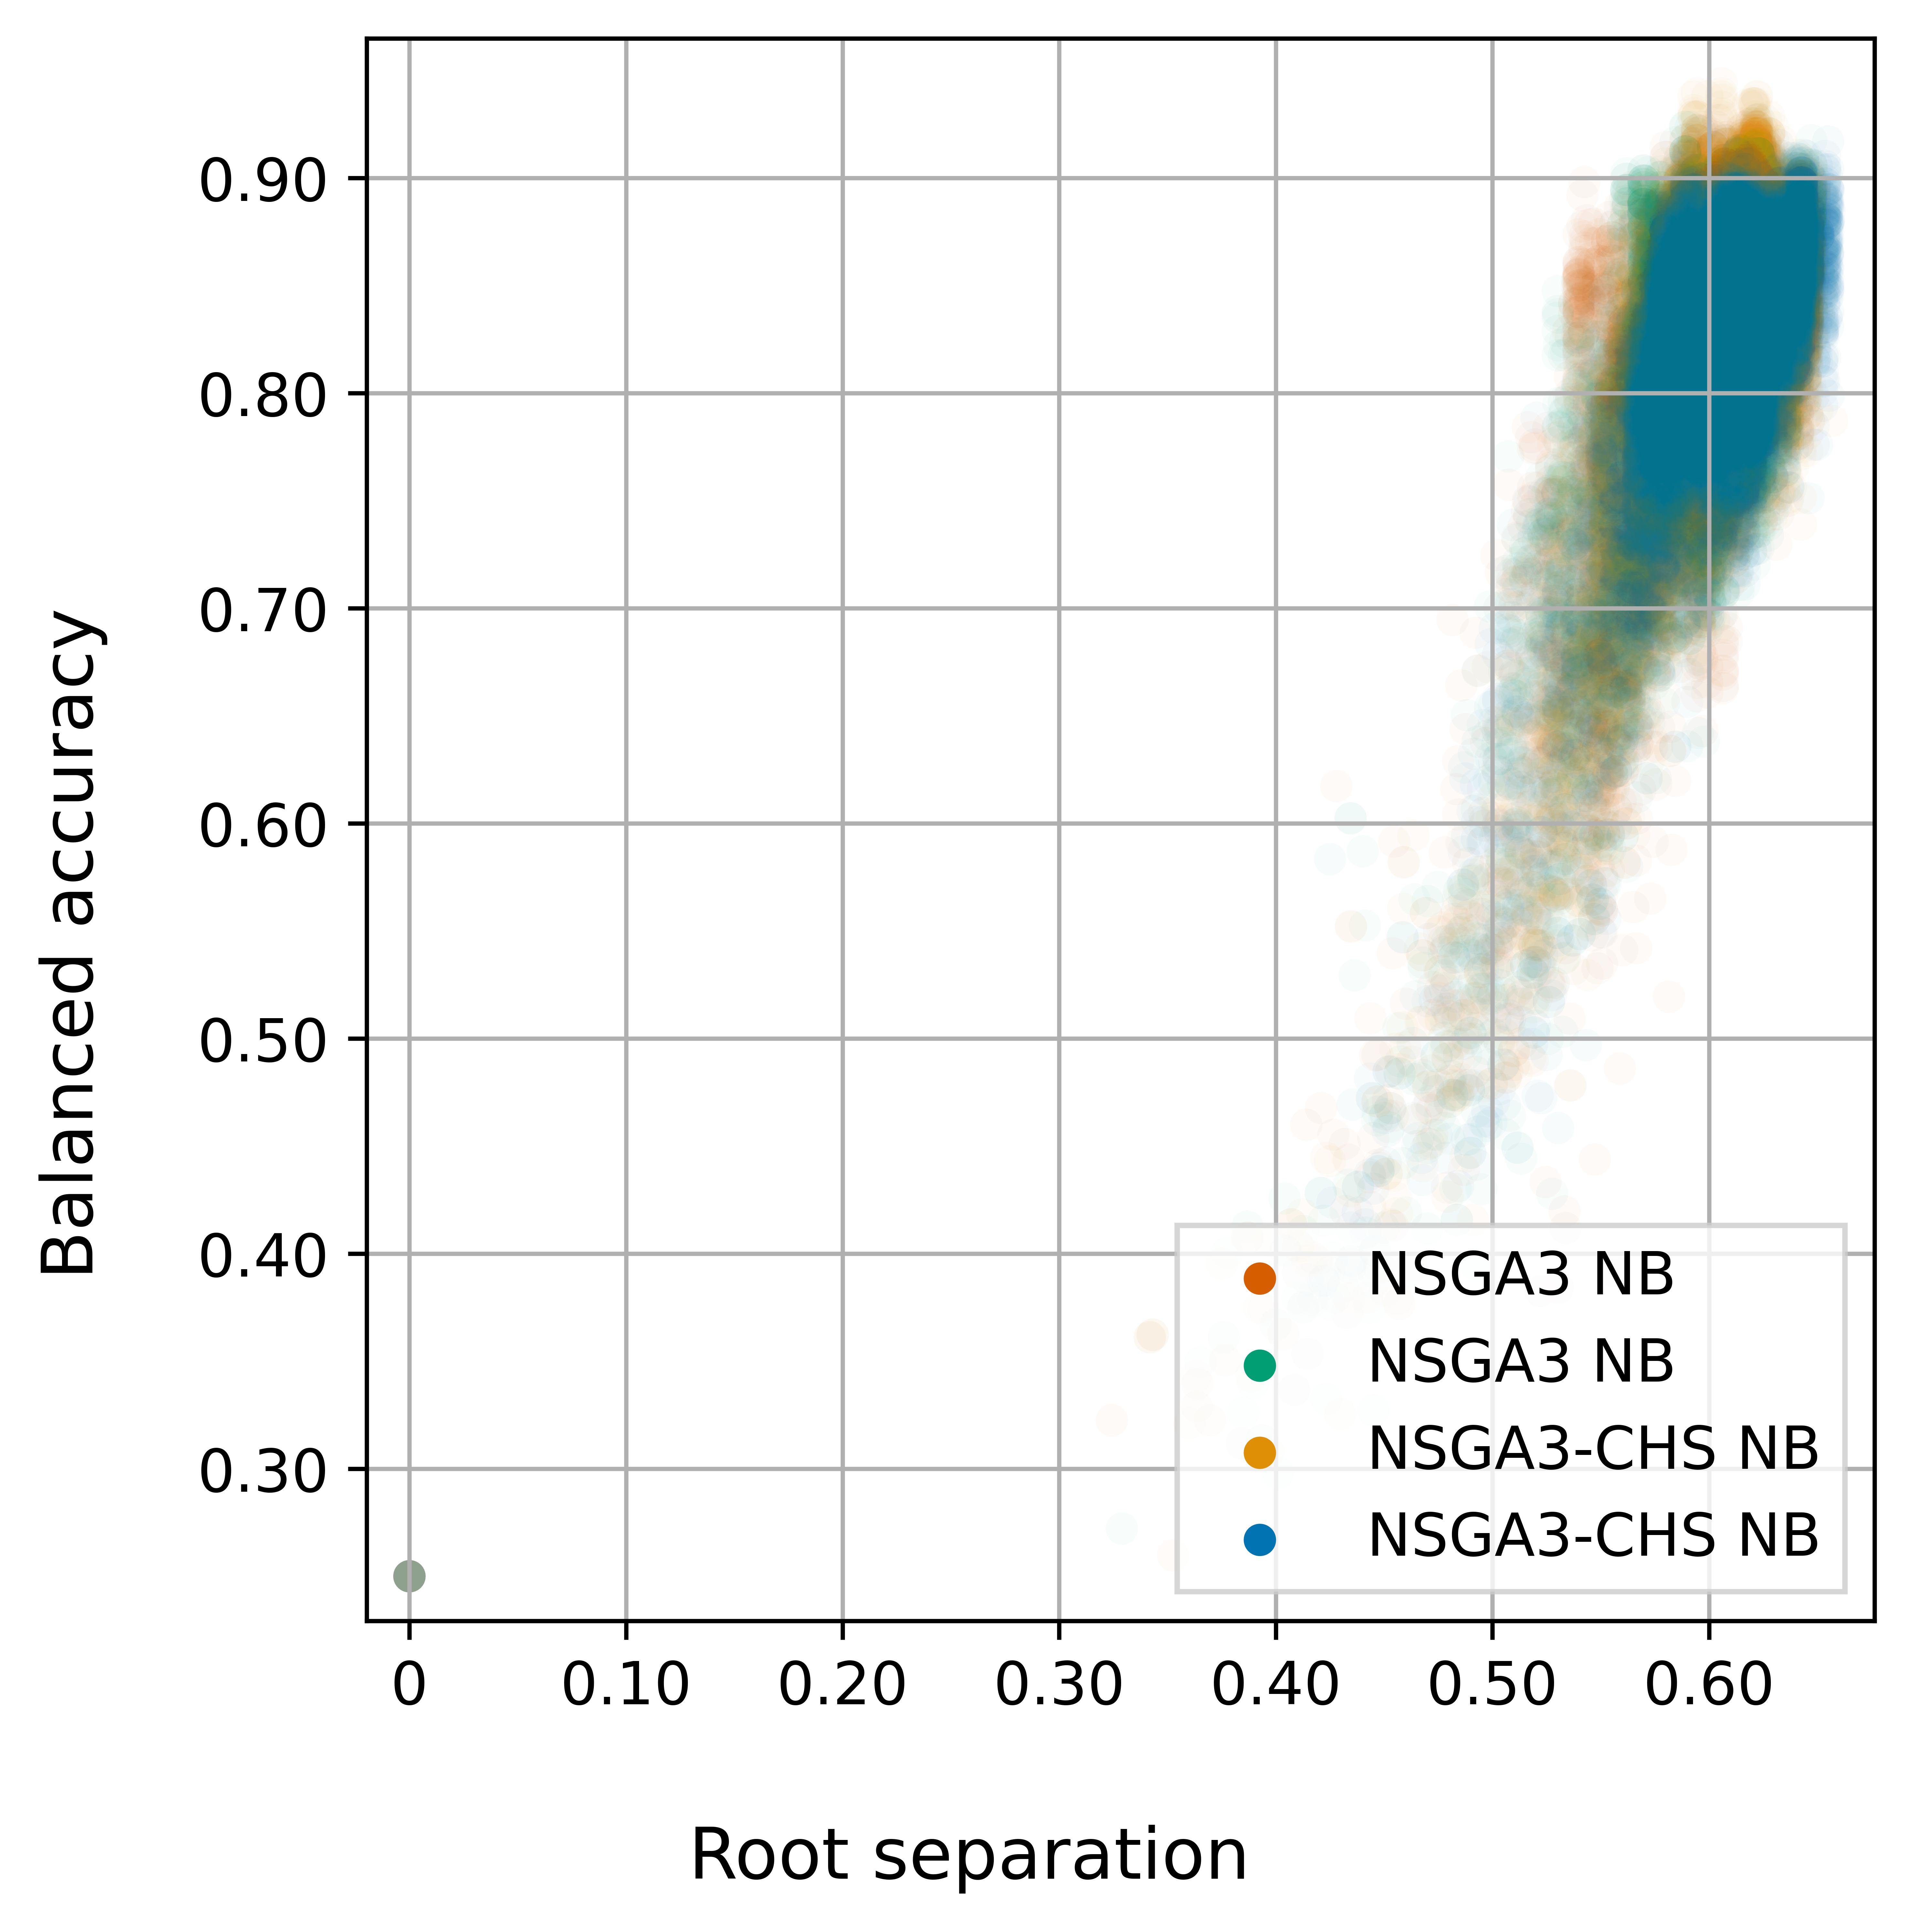 Balanced accuracy
0.90
0.80
0.70
0.60
0.50
0.40
0.30
NSGA3 NB
NSGA3 NB
NSGA3-CHS NB
NSGA3-CHS NB
0 0.10 0.20 0.30 0.40 0.50 0.60
Root separation